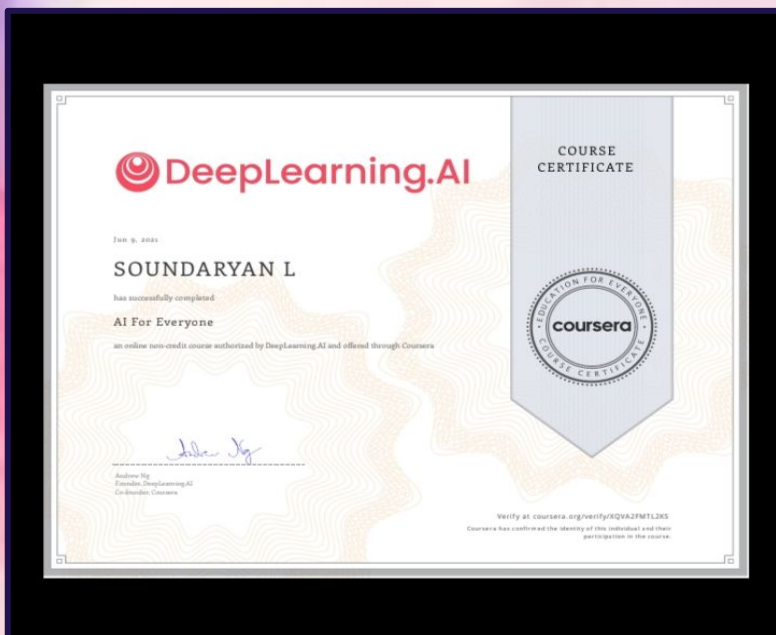 DeepLearning.AI
COURSE
CERTIFICATE
Jun 9, 2021
SOUNDARYAN L
has successfully completed
AI For Everyone
an online non-credit course authorized by DeepLearning.AI and offered through Coursera
EDUCATION FOR EVERYONE
coursera
COURSE CERTIFICATE
Andrew Ng
Andrew Ng
Founder, DeepLearning.AI
Co-founder, Coursera
Verify at coursera.org/verify/XQVA2FMTL2KS
Coursera has confirmed the identity of this individual and their
participation in the course.